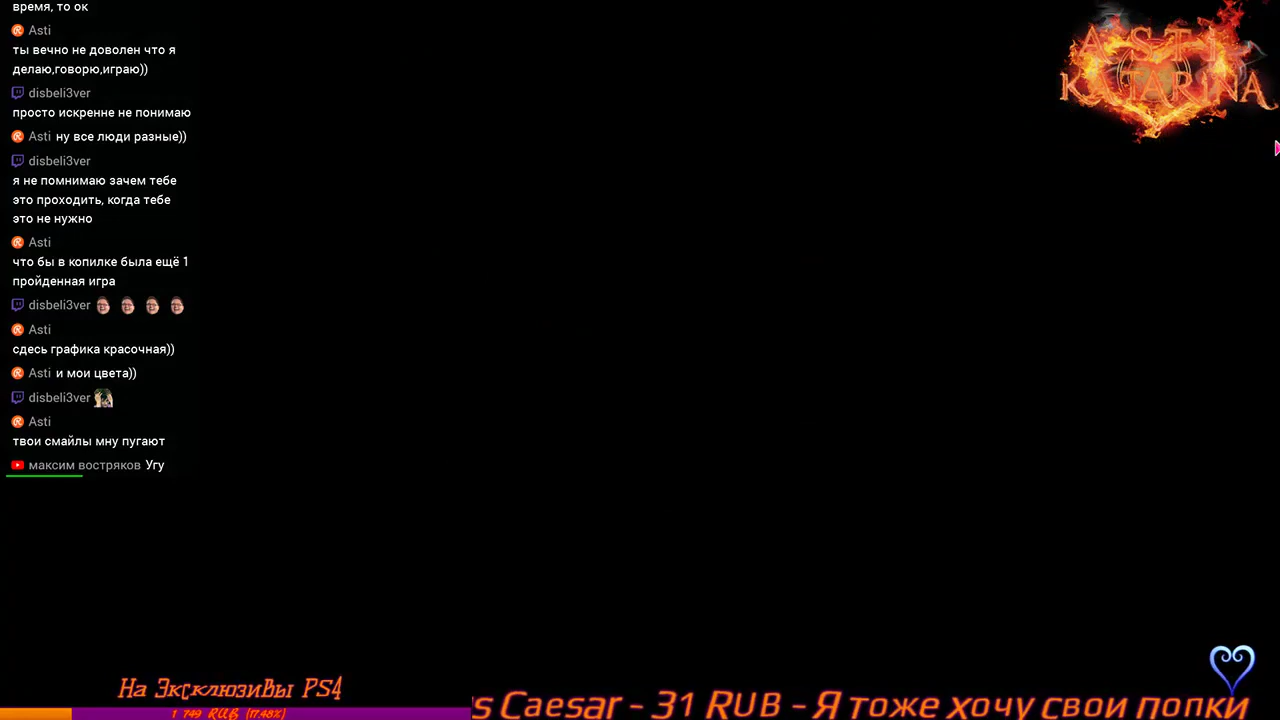 время, то ок
Asti
ты вечно не доволен что я
делаю,говорю,играю))
disbeli3ver
просто искренне не понимаю
Asti ну все люди разные))
disbeli3ver
я не помнимаю зачем тебе
это проходить, когда тебе
это не нужно
Asti
что бы в копилке была ещё 1
пройденная игра
disbeli3ver
Asti
сдесь графика красочная))
Asti и мои цвета))
disbeli3ver
Asti
твои смайлы мну пугают
максим востряков Угу
ASTI
KATARINA
На Эксклюзивы PS4
1 749 RUB (17.48%)
s Caesar - 31 RUB - Я тоже хочу свои попки